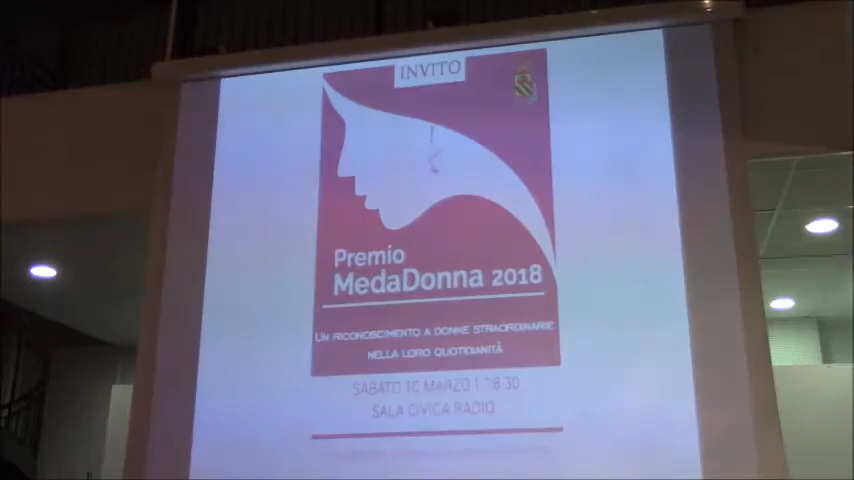 INVITO
Premio
MedaDonna 2018
UN RICONOSCIMENTO A DONNE STRAORDINARIE
NELLA LORO QUOTIDIANITÀ
SABATO 10 MARZO | 18.30
SALA CIVICA RADIO